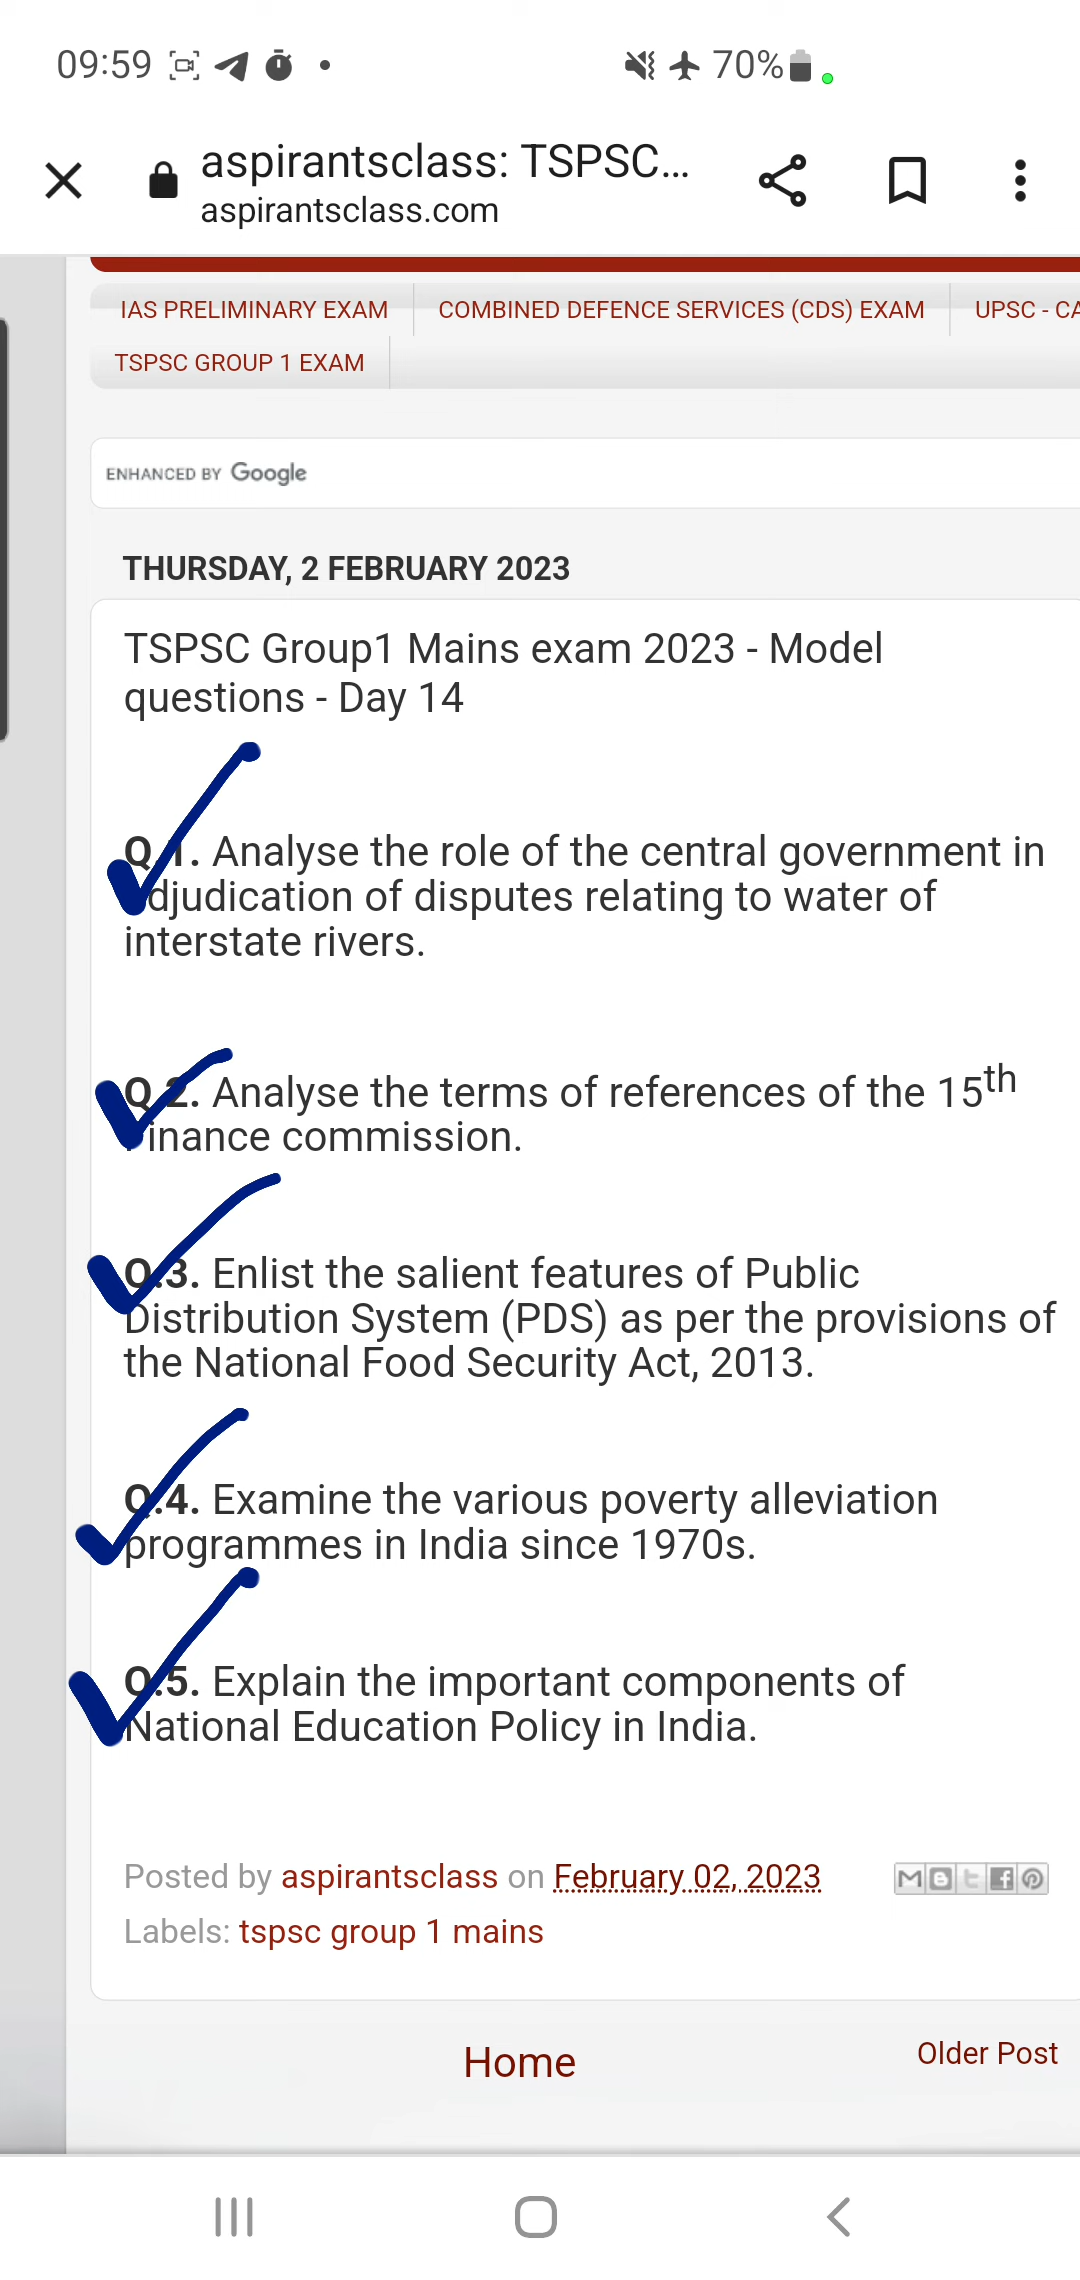 09:59 70%
aspirantsclass: TSPSC...
aspirantsclass.com
IAS PRELIMINARY EXAM COMBINED DEFENCE SERVICES (CDS) EXAM UPSC - CA
TSPSC GROUP 1 EXAM
ENHANCED BY Google
THURSDAY, 2 FEBRUARY 2023
TSPSC Group1 Mains exam 2023 - Model
questions - Day 14
Q.1. Analyse the role of the central government in
adjudication of disputes relating to water of
interstate rivers.
Q.2. Analyse the terms of references of the 15th
Finance commission.
Q.3. Enlist the salient features of Public
Distribution System (PDS) as per the provisions of
the National Food Security Act, 2013.
Q.4. Examine the various poverty alleviation
programmes in India since 1970s.
Q.5. Explain the important components of
National Education Policy in India.
Posted by aspirantsclass on February 02, 2023
Labels: tspsc group 1 mains
Home Older Post